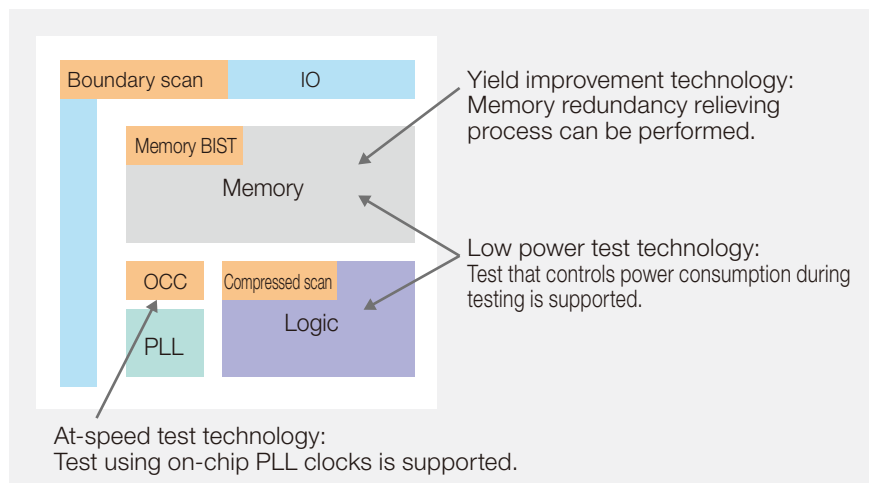 Boundary scan
IO
Yield improvement technology:
Memory redundancy relieving
process can be performed.
Memory BIST
Memory
Low power test technology:
Test that controls power consumption during
testing is supported.
OCC
Compressed scan
Logic
PLL
At-speed test technology:
Test using on-chip PLL clocks is supported.